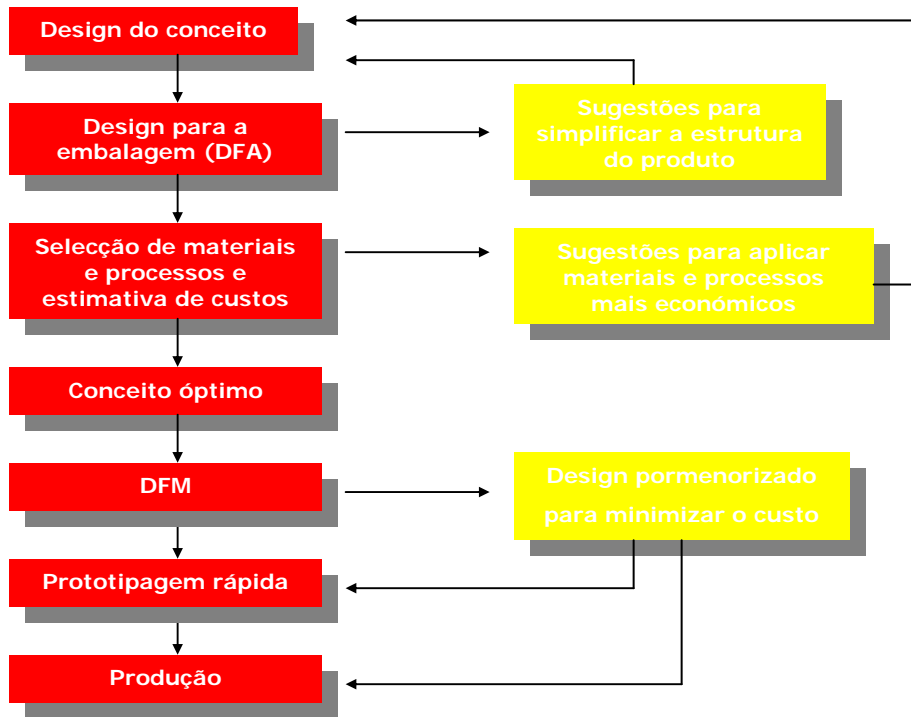 Design do conceito
Design para a
embalagem (DFA)
Sugestões para
simplificar a estrutura
do produto
Selecção de materiais
e processos e
estimativa de custos
Sugestões para aplicar
materiais e processos
mais económicos
Conceito óptimo
DFM
Design pormenorizado
para minimizar o custo
Prototipagem rápida
Produção